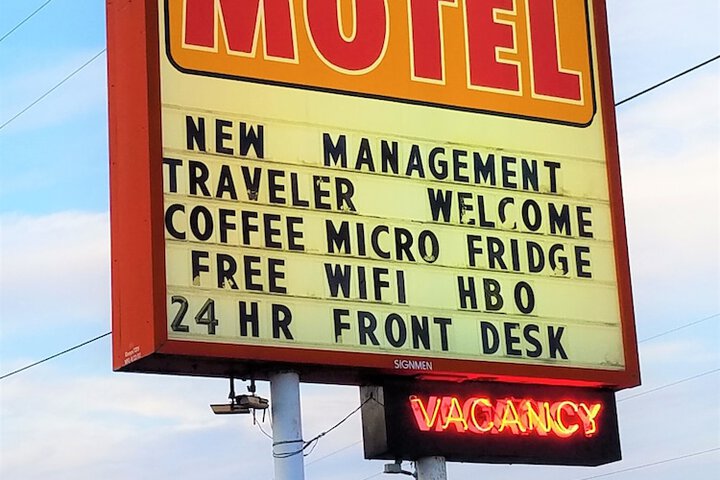 MOTEL
NEW MANAGEMENT
TRAVELER WELCOME
COFFEE MICRO FRIDGE
FREE WIFI HBO
24 HR FRONT DESK
SIGNMEN
VACANCY